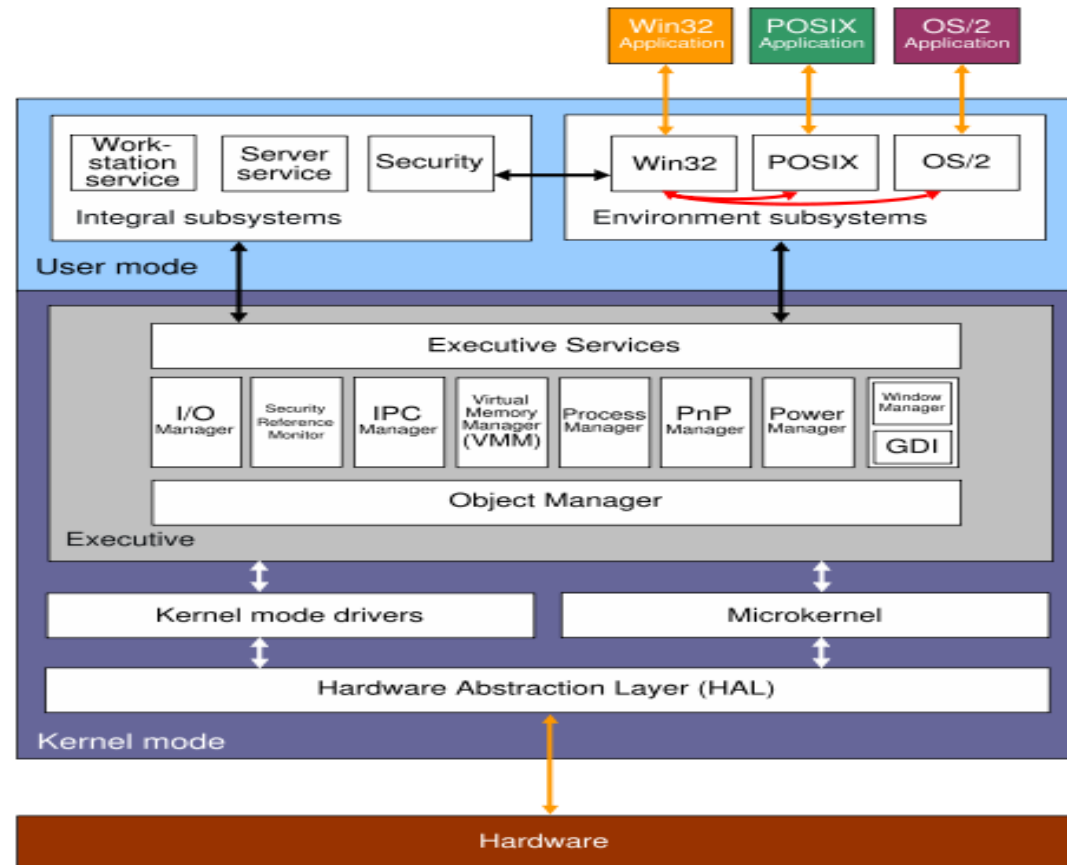 Win32
Application
POSIX
Application
OS/2
Application
Work-
station
service
Server
service
Security
Integral subsystems
Win32
POSIX
OS/2
Environment subsystems
User mode
Executive Services
I/O
Manager
Security
Reference
Monitor
IPC
Manager
Virtual
Memory
Manager
(VMM)
Process
Manager
PnP
Manager
Power
Manager
Window
Manager
GDI
Object Manager
Executive
Kernel mode drivers
Microkernel
Hardware Abstraction Layer (HAL)
Kernel mode
Hardware